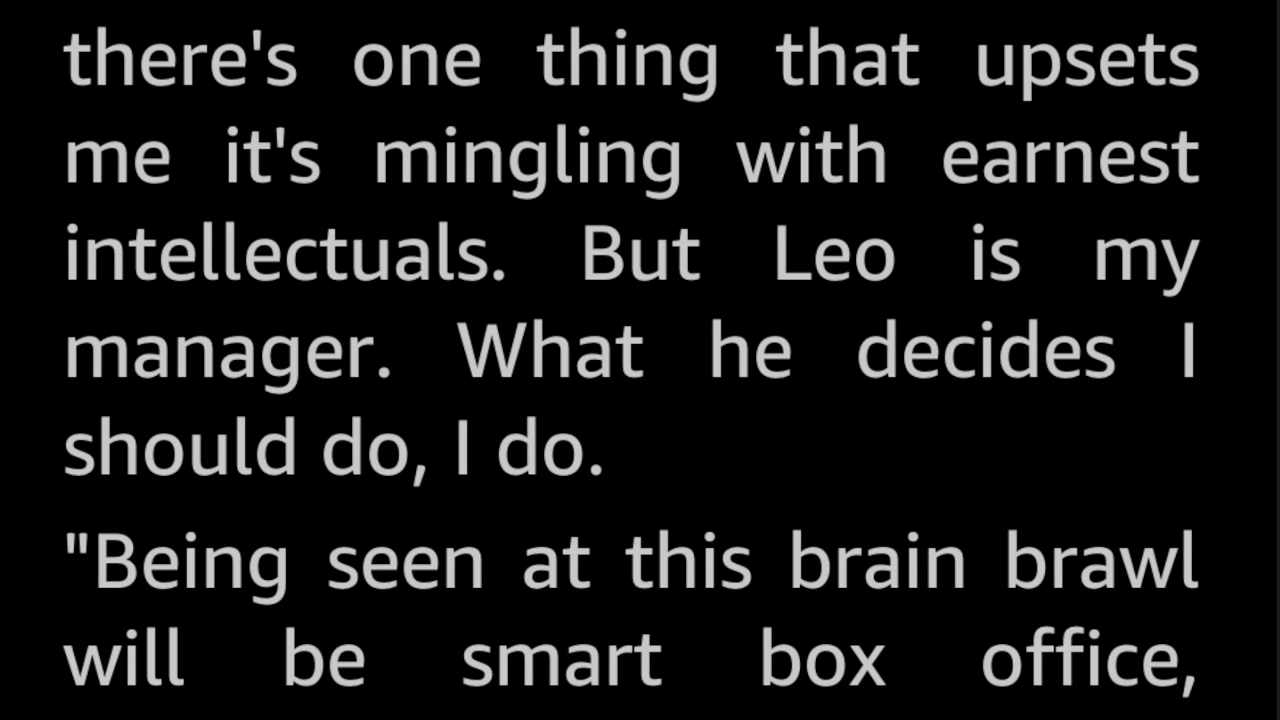 there's one thing that upsets
me it's mingling with earnest
intellectuals. But Leo is my
manager. What he decides I
should do, I do.
"Being seen at this brain brawl
will be smart box office,